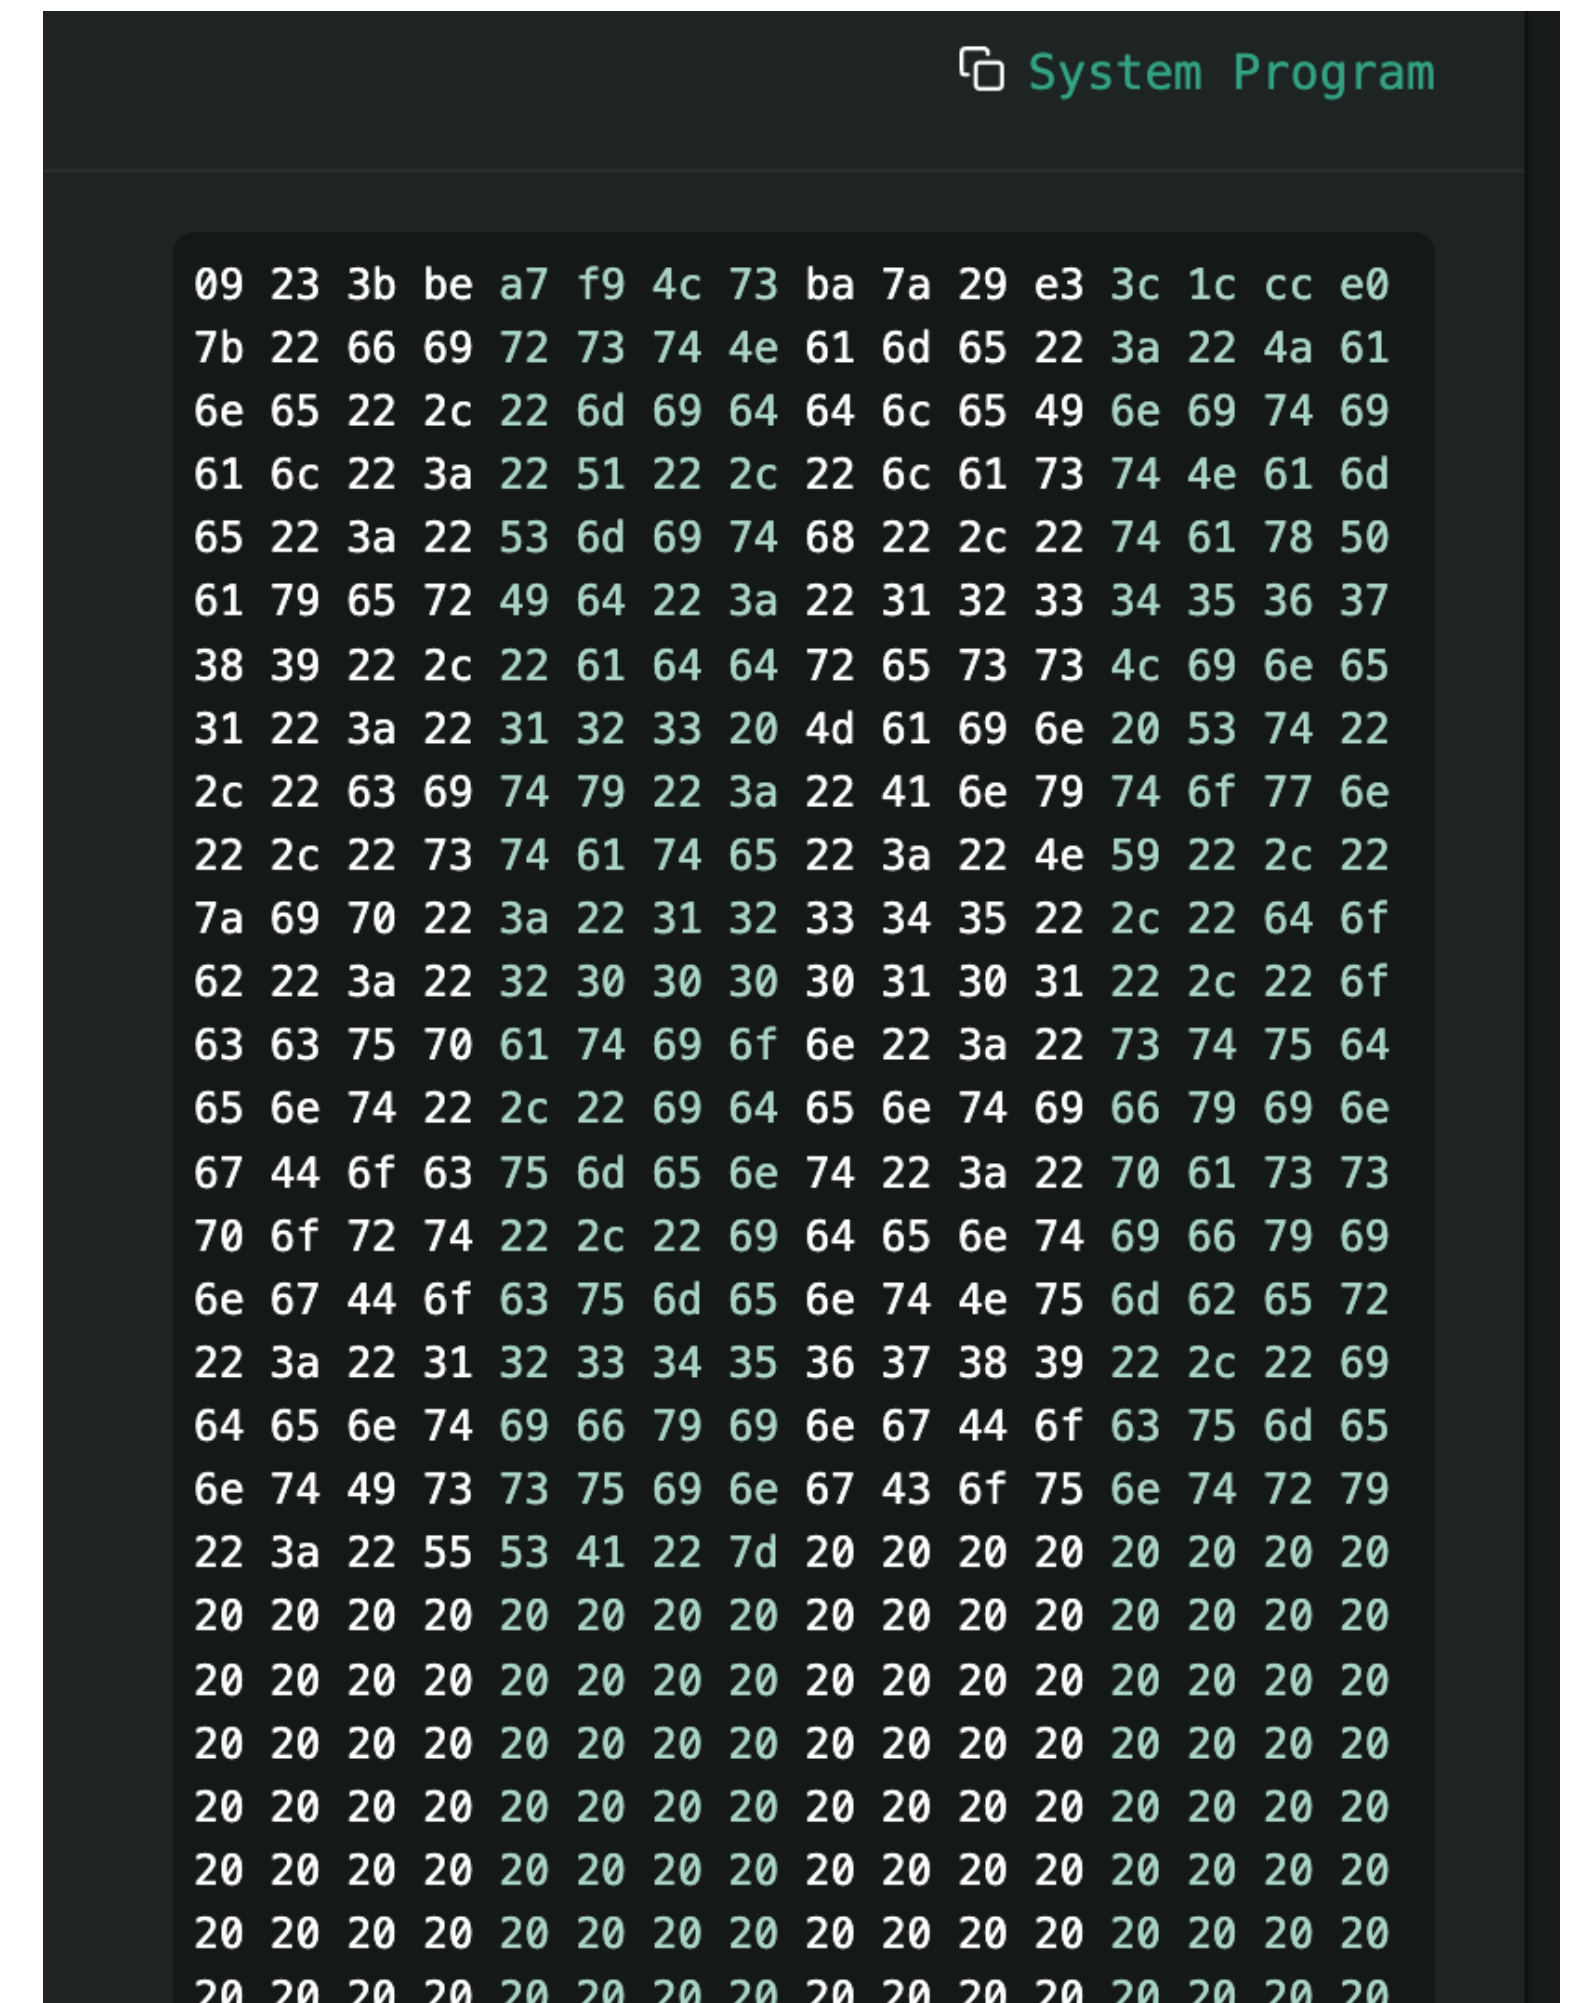 System Program
09 23 3b be a7 f9 4c 73 ba 7a 29 e3 3c 1c cc e0
7b 22 66 69 72 73 74 4e 61 6d 65 22 3a 22 4a 61
6e 65 22 2c 22 6d 69 64 64 6c 65 49 6e 69 74 69
61 6c 22 3a 22 51 22 2c 22 6c 61 73 74 4e 61 6d
65 22 3a 22 53 6d 69 74 68 22 2c 22 74 61 78 50
61 79 65 72 49 64 22 3a 22 31 32 33 34 35 36 37
38 39 22 2c 22 61 64 64 72 65 73 73 4c 69 6e 65
31 22 3a 22 31 32 33 20 4d 61 69 6e 20 53 74 22
2c 22 63 69 74 79 22 3a 22 41 6e 79 74 6f 77 6e
22 2c 22 73 74 61 74 65 22 3a 22 4e 59 22 2c 22
7a 69 70 22 3a 22 31 32 33 34 35 22 2c 22 64 6f
62 22 3a 22 32 30 30 30 30 31 30 31 22 2c 22 6f
63 63 75 70 61 74 69 6f 6e 22 3a 22 73 74 75 64
65 6e 74 22 2c 22 69 64 65 6e 74 69 66 79 69 6e
67 44 6f 63 75 6d 65 6e 74 22 3a 22 70 61 73 73
70 6f 72 74 22 2c 22 69 64 65 6e 74 69 66 79 69
6e 67 44 6f 63 75 6d 65 6e 74 4e 75 6d 62 65 72
22 3a 22 31 32 33 34 35 36 37 38 39 22 2c 22 69
64 65 6e 74 69 66 79 69 6e 67 44 6f 63 75 6d 65
6e 74 49 73 73 75 69 6e 67 43 6f 75 6e 74 72 79
22 3a 22 55 53 41 22 7d 20 20 20 20 20 20 20 20
20 20 20 20 20 20 20 20 20 20 20 20 20 20 20 20
20 20 20 20 20 20 20 20 20 20 20 20 20 20 20 20
20 20 20 20 20 20 20 20 20 20 20 20 20 20 20 20
20 20 20 20 20 20 20 20 20 20 20 20 20 20 20 20
20 20 20 20 20 20 20 20 20 20 20 20 20 20 20 20
20 20 20 20 20 20 20 20 20 20 20 20 20 20 20 20
20 20 20 20 20 20 20 20 20 20 20 20 20 20 20 20